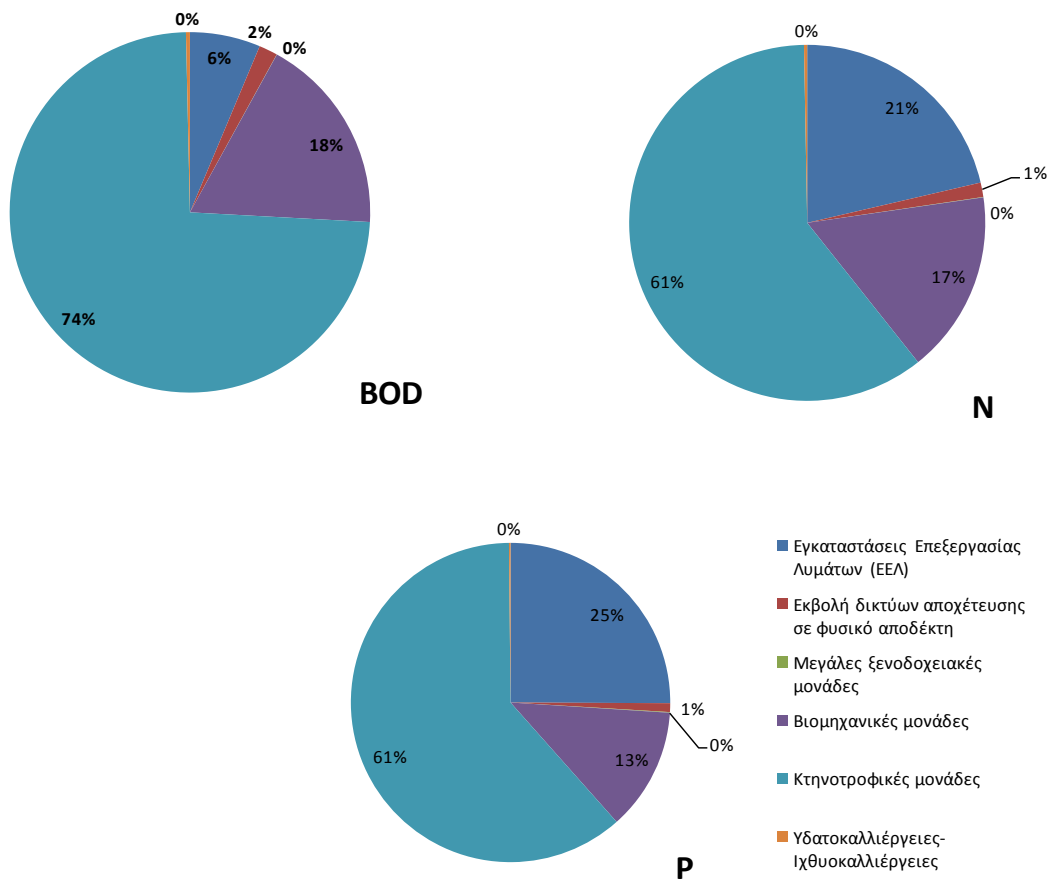 0%
2%
0%
6%
18%
74%
BOD
0%
21%
1%
0%
17%
61%
N
0%
25%
1%
0%
13%
61%
P
Εγκαταστάσεις Επεξεργασίας
Λυμάτων (ΕΕΛ)
Εκβολή δικτύων αποχέτευσης
σε φυσικό αποδέκτη
Μεγάλες ξενοδοχειακές
μονάδες
Βιομηχανικές μονάδες
Κτηνοτροφικές μονάδες
Υδατοκαλλιέργειες-
Ιχθυοκαλλιέργειες